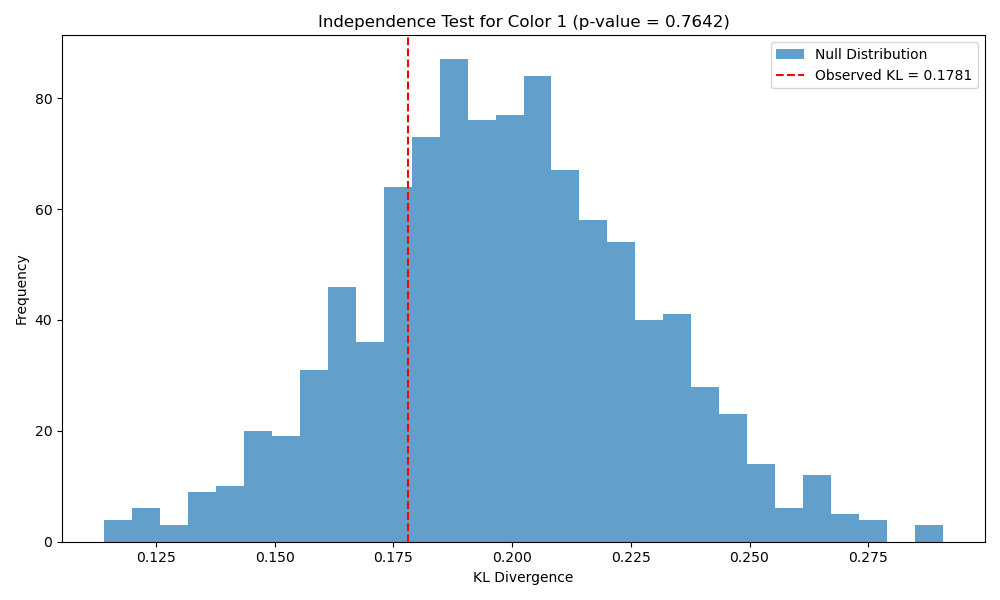 Independence Test for Color 1 (p-value = 0.7642)
Null Distribution
Observed KL = 0.1781
Frequency
80
60
40
20
0
0.125 0.150 0.175 0.200 0.225 0.250 0.275
KL Divergence